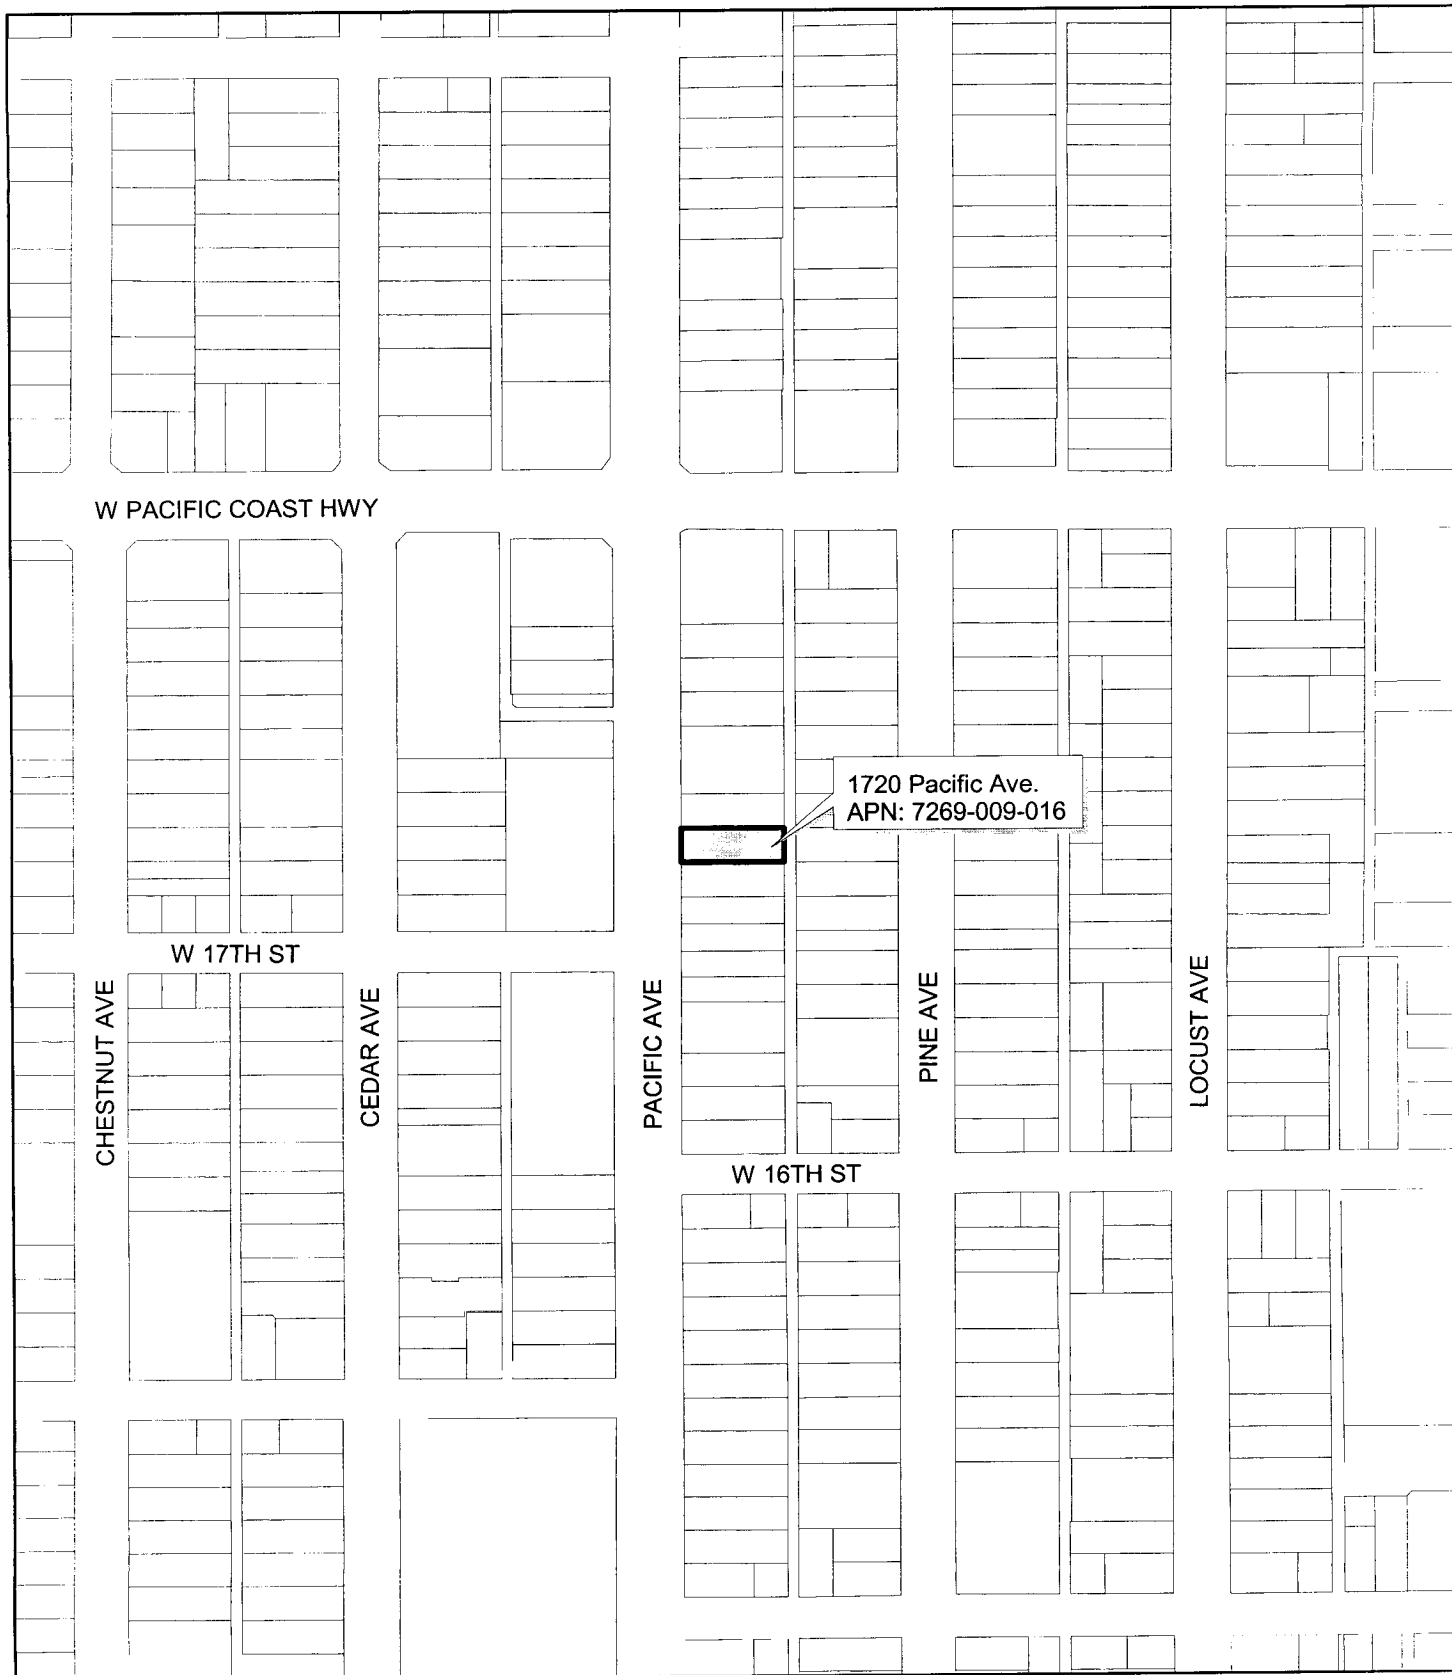 W PACIFIC COAST HWY
1720 Pacific Ave.
APN: 7269-009-016
W 17TH ST
CHESTNUT AVE
CEDAR AVE
PACIFIC AVE
PINE AVE
LOCUST AVE
W 16TH ST